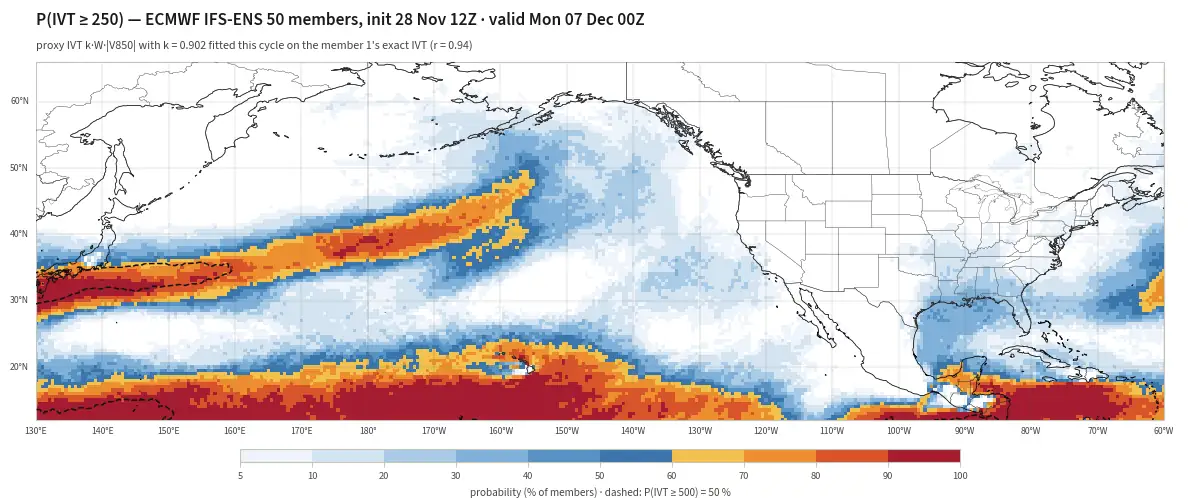 P(IVT ≥ 250) — ECMWF IFS-ENS 50 members, init 28 Nov 12Z · valid Mon 07 Dec 00Z
proxy IVT k·W·|V850| with k = 0.902 fitted this cycle on the member 1's exact IVT (r = 0.94)
60°N
50°N
40°N
30°N
20°N
130°E 140°E 150°E 160°E 170°E 180° 170°W 160°W 150°W 140°W 130°W 120°W 110°W 100°W 90°W 80°W 70°W 60°W
5 10 20 30 40 50 60 70 80 90 100
probability (% of members) · dashed: P(IVT ≥ 500) = 50 %